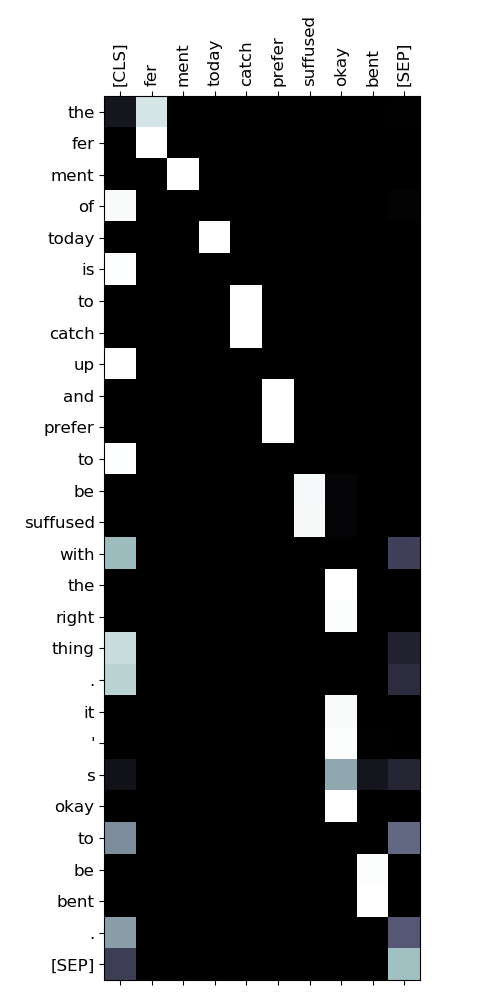 [CLS] fer ment today catch prefer suffused okay bent [SEP]
the
fer
ment
of
today
is
to
catch
up
and
prefer
to
be
suffused
with
the
right
thing
.
it
'
s
okay
to
be
bent
.
[SEP]